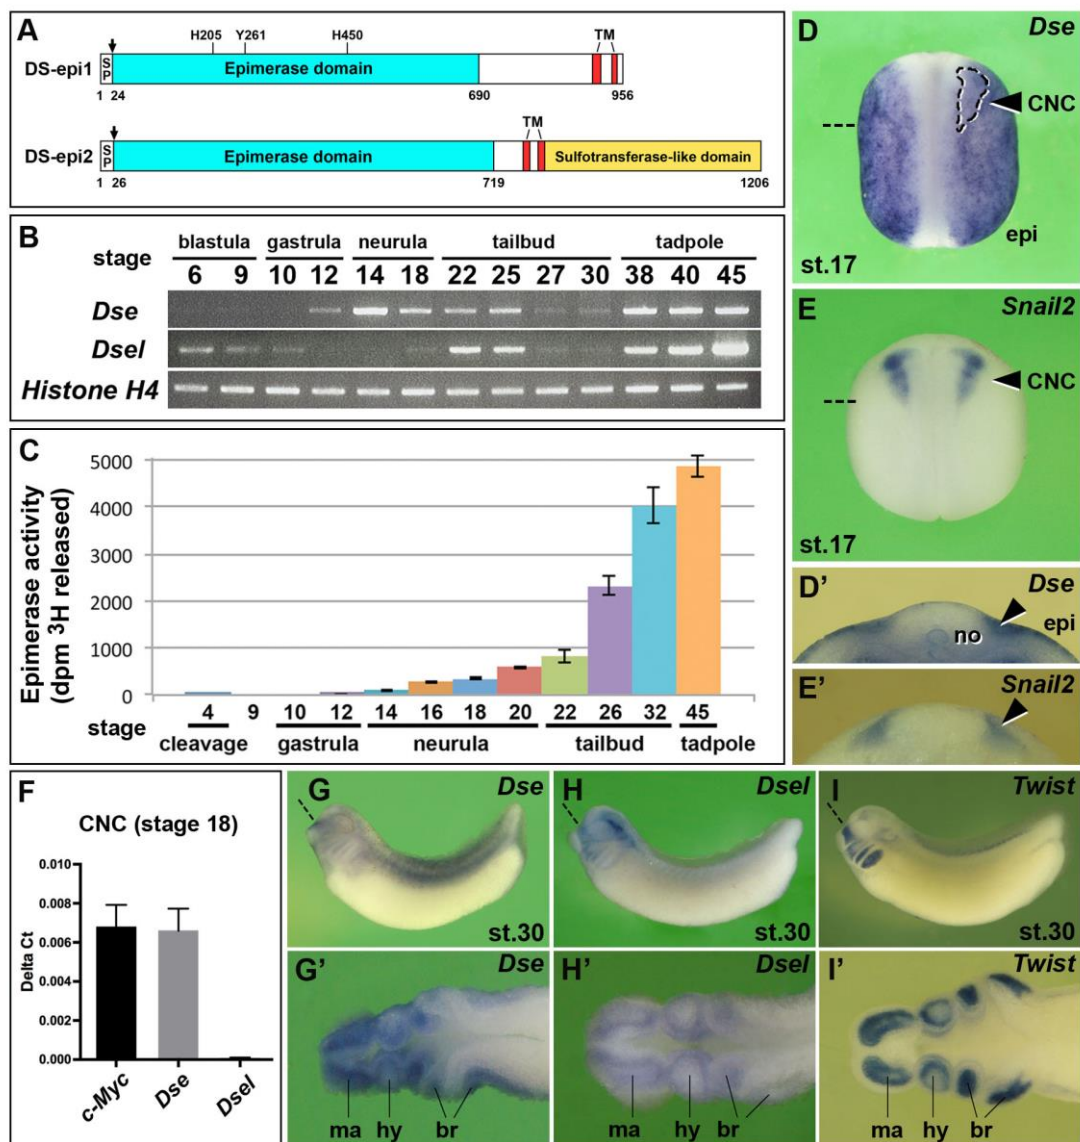 A
H205 Y261 H450 TM
DS-epi1 SP Epimerase domain
1 24 690 956
TM
DS-epi2 SP Epimerase domain Sulfotransferase-like domain
1 26 719 1206
B
blastula gastrula neurula tailbud tadpole
stage 6 9 10 12 14 18 22 25 27 30 38 40 45
Dse
Dsel
Histone H4
C
Epimerase activity
(dpm 3H released)
5000
4000
3000
2000
1000
0
stage 4 9 10 12 14 16 18 20 22 26 32 45
cleavage gastrula neurula tailbud tadpole
D Dse
CNC
epi
st.17
E Snail2
CNC
st.17
D' Dse
no epi
E' Snail2
F
CNC (stage 18)
Delta Ct
0.010
0.008
0.006
0.004
0.002
0.000
c-Myc Dse Dsel
G Dse
st.30
H Dsel
st.30
I Twist
st.30
G' Dse
ma hy br
H' Dsel
ma hy br
I' Twist
ma hy br